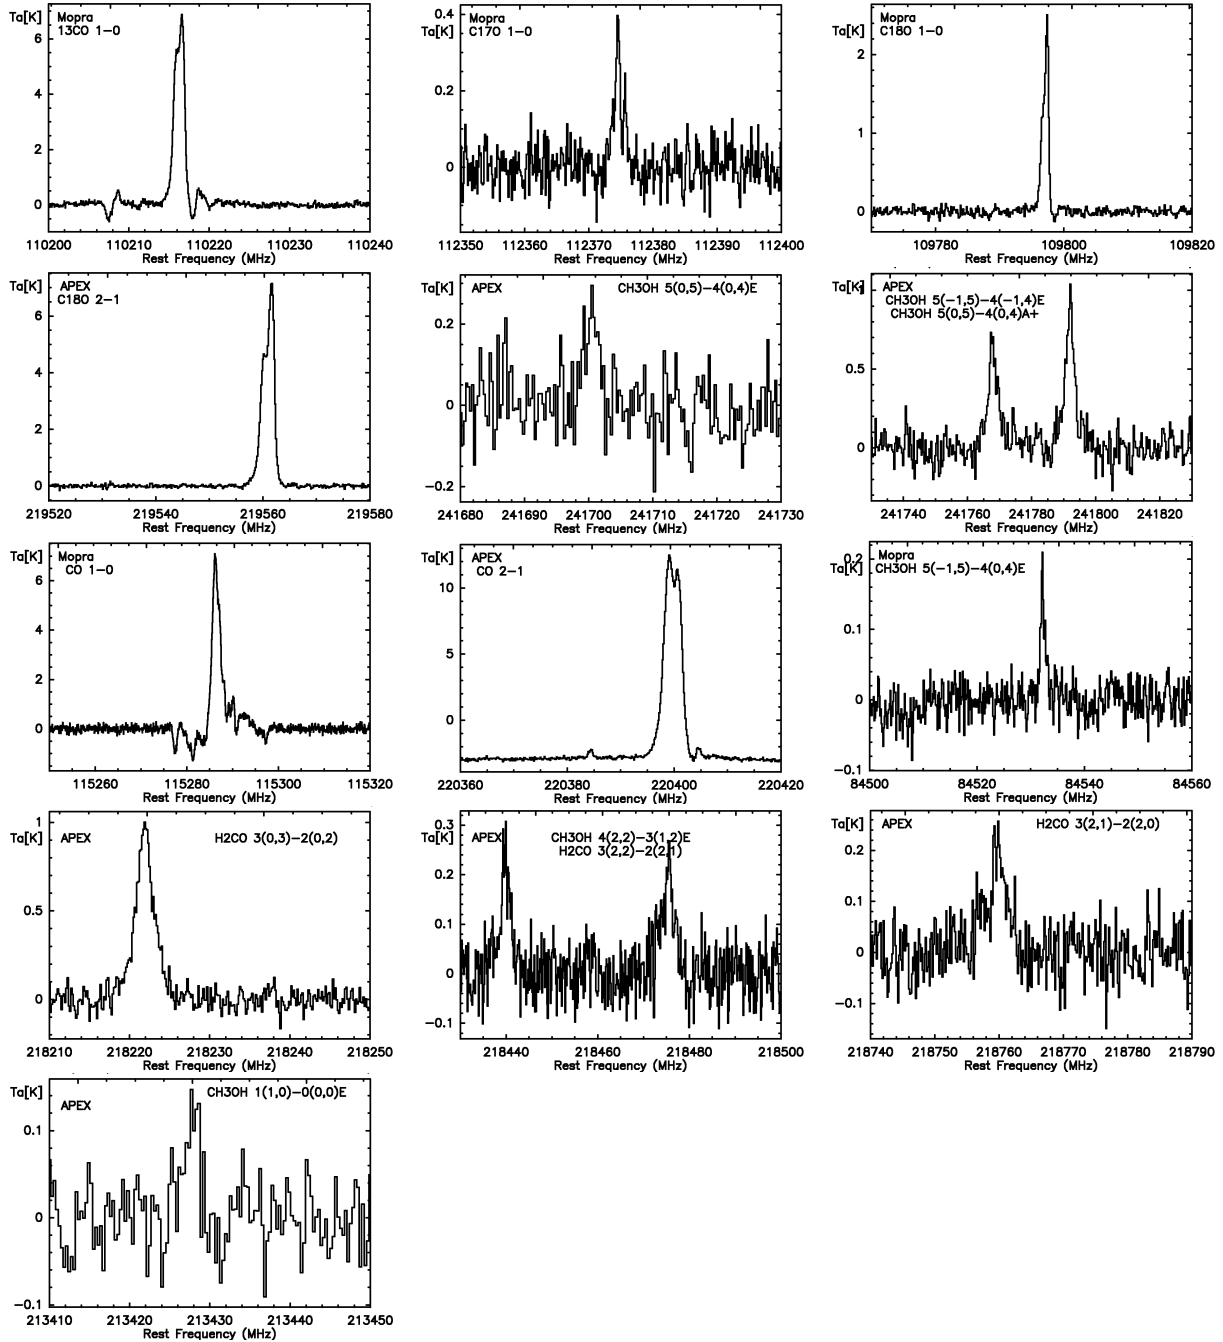 Ta[K]
Mopra
13CO 1-0
6
4
2
0
110200 110210 110220 110230 110240
Rest Frequency (MHz)
Ta[K]
Mopra
C17O 1-0
0.4
0.2
0
112350 112360 112370 112380 112390 112400
Rest Frequency (MHz)
Ta[K]
Mopra
C18O 1-0
2
1
0
109780 109800 109820
Rest Frequency (MHz)
Ta[K]
APEX
C18O 2-1
6
4
2
0
219520 219540 219560 219580
Rest Frequency (MHz)
Ta[K]
APEX CH3OH 5(0,5)-4(0,4)E
0.2
0
-0.2
241680 241690 241700 241710 241720 241730
Rest Frequency (MHz)
Ta[K]
APEX
CH3OH 5(-1,5)-4(-1,4)E
CH3OH 5(0,5)-4(0,4)A+
1
0.5
0
241740 241760 241780 241800 241820
Rest Frequency (MHz)
Ta[K]
Mopra
CO 1-0
6
4
2
0
115260 115280 115300 115320
Rest Frequency (MHz)
Ta[K]
APEX
CO 2-1
10
5
0
220360 220380 220400 220420
Rest Frequency (MHz)
0.2
Ta[K]
Mopra
CH3OH 5(-1,5)-4(0,4)E
0.1
0
-0.1
84500 84520 84540 84560
Rest Frequency (MHz)
Ta[K]
1
APEX H2CO 3(0,3)-2(0,2)
0.5
0
218210 218220 218230 218240 218250
Rest Frequency (MHz)
0.3
Ta[K]
APEX CH3OH 4(2,2)-3(1,2)E
H2CO 3(2,2)-2(2,1)
0.2
0.1
0
-0.1
218440 218460 218480 218500
Rest Frequency (MHz)
Ta[K]
APEX H2CO 3(2,1)-2(2,0)
0.2
0.1
0
-0.1
218740 218750 218760 218770 218780 218790
Rest Frequency (MHz)
Ta[K]
APEX CH3OH 1(1,0)-0(0,0)E
0.1
0
-0.1
213410 213420 213430 213440 213450
Rest Frequency (MHz)